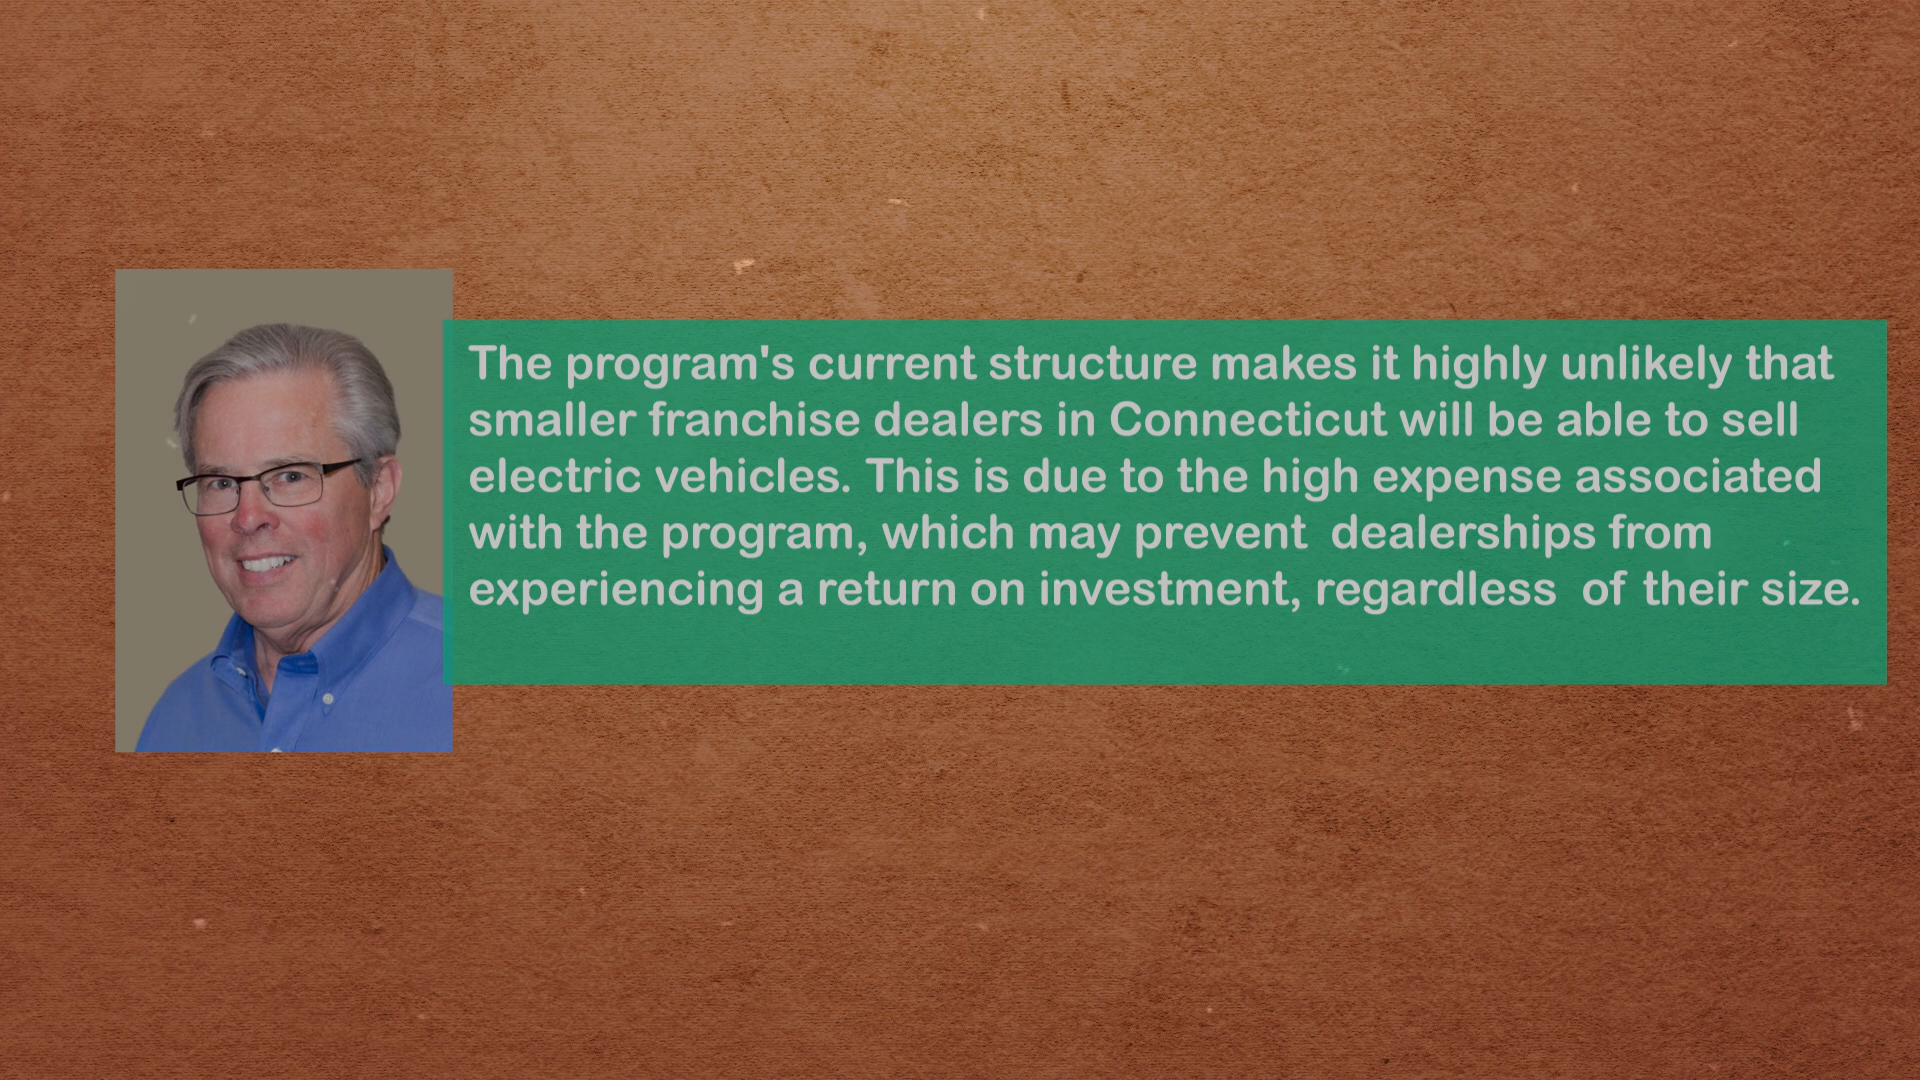 The program's current structure makes it highly unlikely that
smaller franchise dealers in Connecticut will be able to sell
electric vehicles. This is due to the high expense associated
with the program, which may prevent  dealerships from
experiencing a return on investment, regardless  of their size.